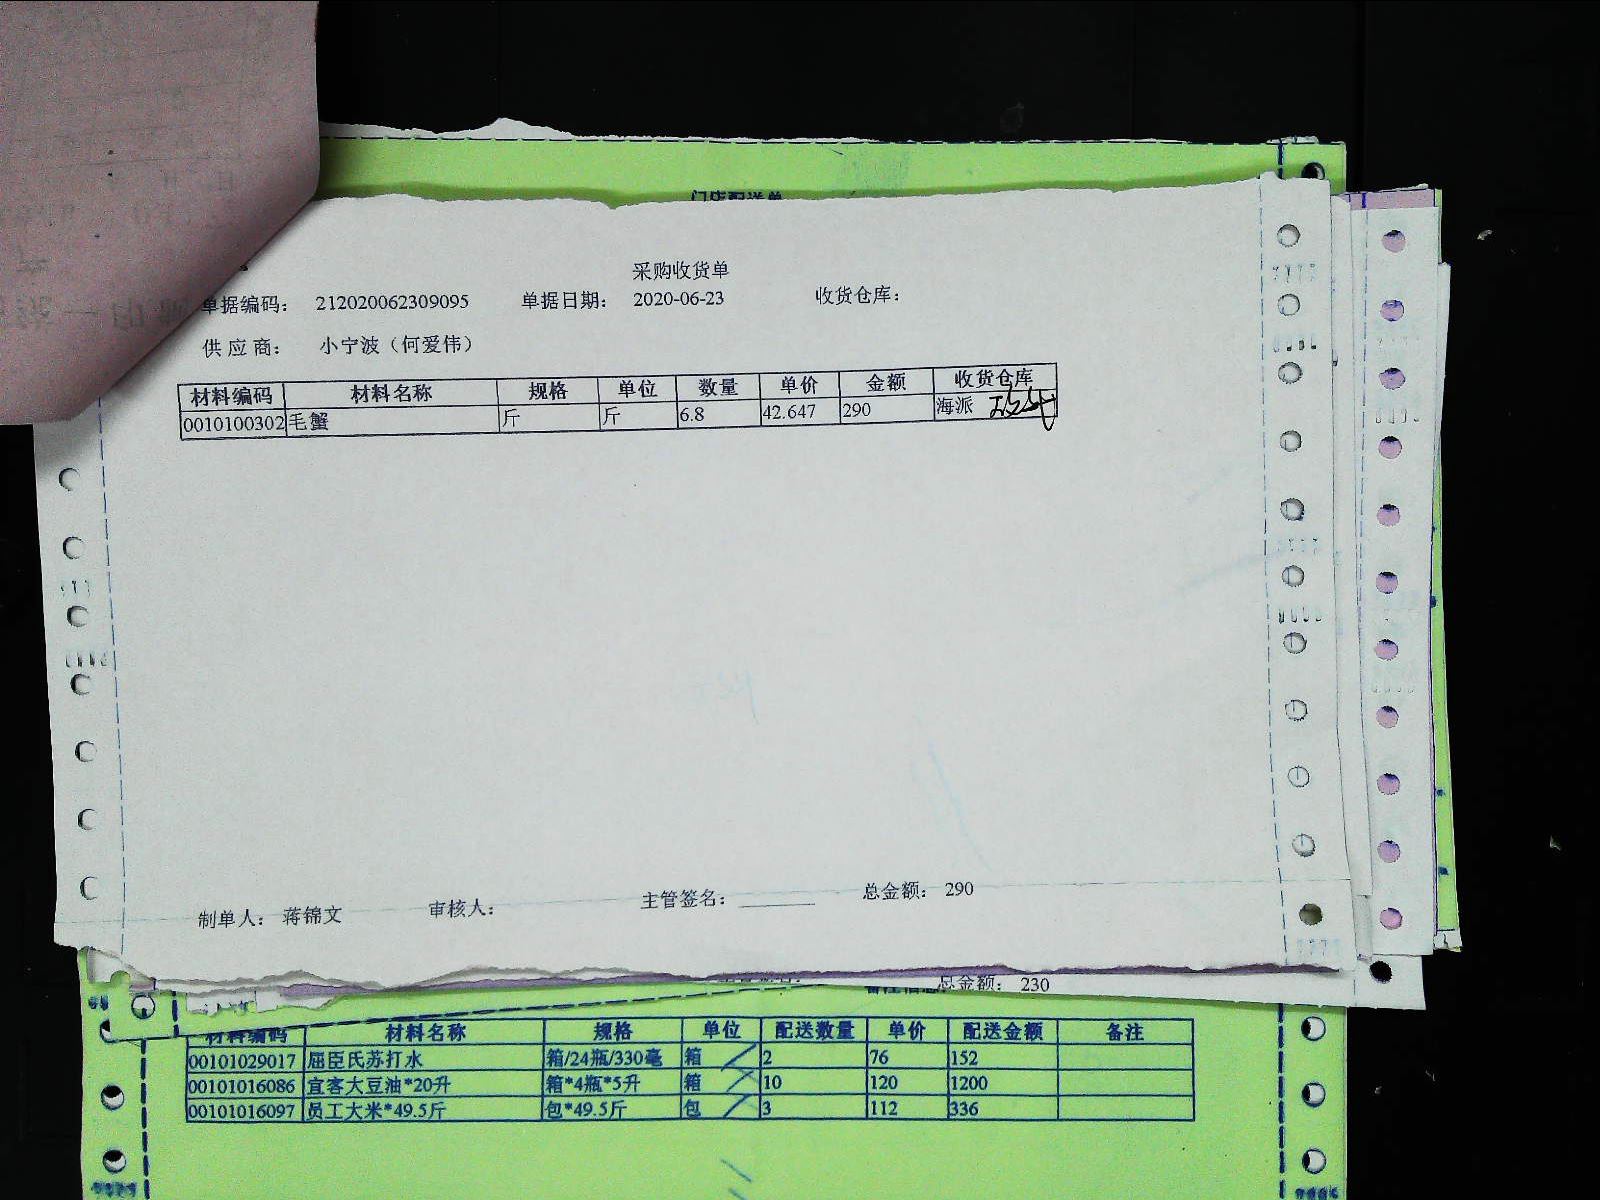 门店配送单
采购收货单
单据编码： 212020062309095 单据日期： 2020-06-23 收货仓库：
供 应 商： 小宁波（何爱伟）
材料编码 材料名称 规格 单位 数量 单价 金额 收货仓库
0010100302 毛蟹 斤 斤 6.8 42.647 290 海派
制单人： 蒋锦文 审核人： 主管签名： 总金额： 290
总金额： 230
材料编码 材料名称 规格 单位 配送数量 单价 配送金额 备注
00101029017 屈臣氏苏打水 箱/24瓶/330毫 箱 2 76 152
00101016086 宜客大豆油*20升 箱*4瓶*5升 箱 10 120 1200
00101016097 员工大米*49.5斤 包*49.5斤 包 3 112 336